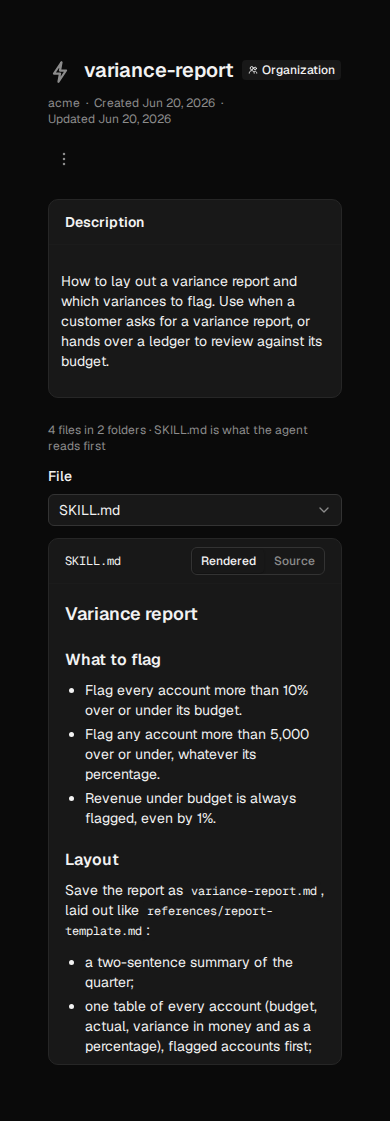 variance-report
Organization
acme · Created Jun 20, 2026 ·
Updated Jun 20, 2026
Description
How to lay out a variance report and
which variances to flag. Use when a
customer asks for a variance report, or
hands over a ledger to review against its
budget.
4 files in 2 folders · SKILL.md is what the agent
reads first
File
SKILL.md
SKILL.md
Rendered
Source
Variance report
What to flag
• Flag every account more than 10%
over or under its budget.
• Flag any account more than 5,000
over or under, whatever its
percentage.
• Revenue under budget is always
flagged, even by 1%.
Layout
Save the report as variance-report.md,
laid out like references/report-
template.md:
• a two-sentence summary of the
quarter;
• one table of every account (budget,
actual, variance in money and as a
percentage), flagged accounts first;